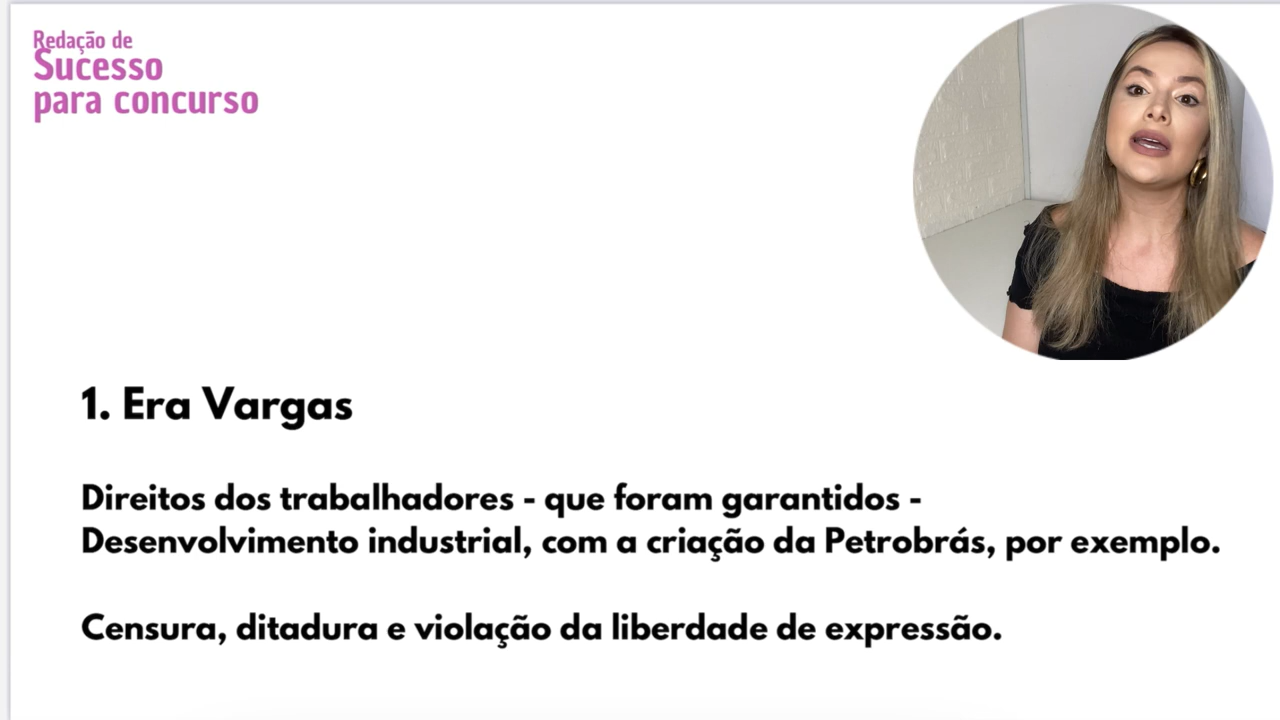 Redação de
Sucesso
para concurso
1. Era Vargas
Direitos dos trabalhadores - que foram garantidos -
Desenvolvimento industrial, com a criação da Petrobrás, por exemplo.
Censura, ditadura e violação da liberdade de expressão.